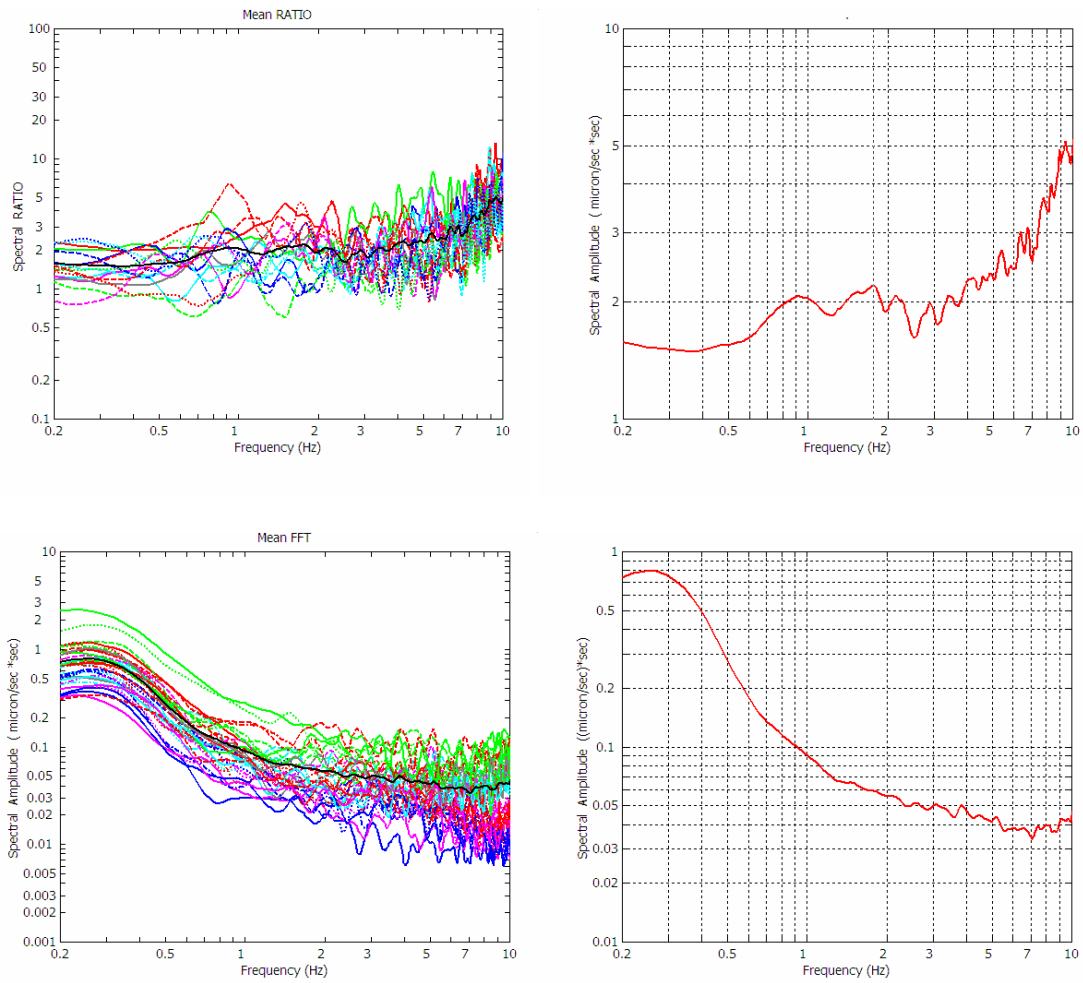 Mean RATIO
100
50
30
20
10
5
3
2
1
0.5
0.2
0.1
Spectral RATIO
0.2 0.5 1 2 3 5 7 10
Frequency (Hz)
10
5
3
2
1
Spectral Amplitude ( micron/sec *sec)
0.2 0.5 1 2 3 5 7 10
Frequency (Hz)
Mean FFT
10
5
3
2
1
0.5
0.2
0.1
0.05
0.03
0.02
0.01
0.005
0.003
0.002
0.001
Spectral Amplitude ( micron/sec *sec)
0.2 0.5 1 2 3 5 7 10
Frequency (Hz)
1
0.5
0.2
0.1
0.05
0.03
0.02
0.01
Spectral Amplitude ((micron/sec)*sec)
0.2 0.5 1 2 3 5 7 10
Frequency (Hz)